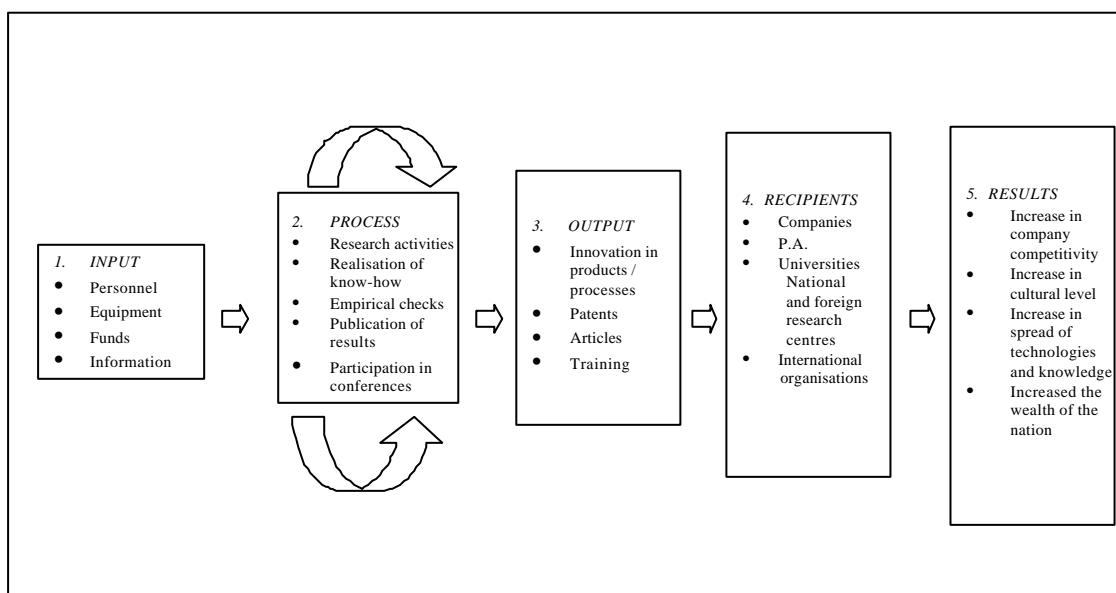 1. INPUT
• Personnel
• Equipment
• Funds
• Information
2. PROCESS
• Research activities
• Realisation of
know-how
• Empirical checks
• Publication of
results
• Participation in
conferences
3. OUTPUT
• Innovation in
products /
processes
• Patents
• Articles
• Training
4. RECIPIENTS
• Companies
• P.A.
• Universities
National
and foreign
research
centres
• International
organisations
5. RESULTS
• Increase in
company
competitivity
• Increase in
cultural level
• Increase in
spread of
technologies
and knowledge
• Increased the
wealth of the
nation